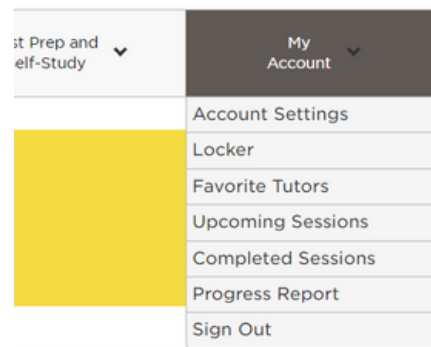 st Prep and
elf-Study
My
Account
Account Settings
Locker
Favorite Tutors
Upcoming Sessions
Completed Sessions
Progress Report
Sign Out